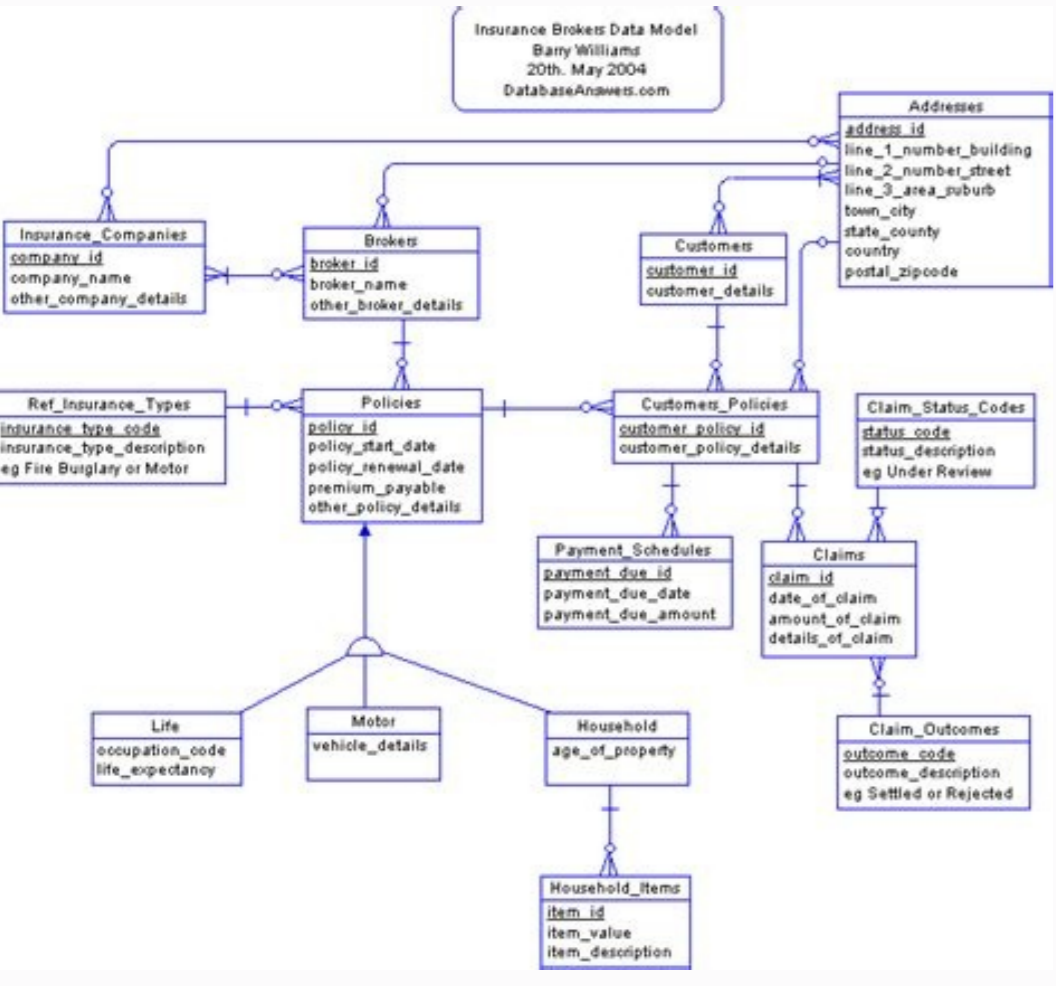 Insurance Brokers Data Model
Barry Williams
20th. May 2004
DatabaseAnswers.com
Addresses
address_id
line_1_number_building
line_2_number_street
line_3_area_suburb
town_city
state_county
country
postal_zipcode
Insurance_Companies
company_id
company_name
other_company_details
Brokers
broker_id
broker_name
other_broker_details
Customers
customer_id
customer_details
Ref_Insurance_Types
insurance_type_code
insurance_type_description
eg Fire Burglary or Motor
Policies
policy_id
policy_start_date
policy_renewal_date
premium_payable
other_policy_details
Customers_Policies
customer_policy_id
customer_policy_details
Claim_Status_Codes
status_code
status_description
eg Under Review
Payment_Schedules
payment_due_id
payment_due_date
payment_due_amount
Claims
claim_id
date_of_claim
amount_of_claim
details_of_claim
Life
occupation_code
life_expectancy
Motor
vehicle_details
Household
age_of_property
Claim_Outcomes
outcome_code
outcome_description
eg Settled or Rejected
Household_Items
item_id
item_value
item_description